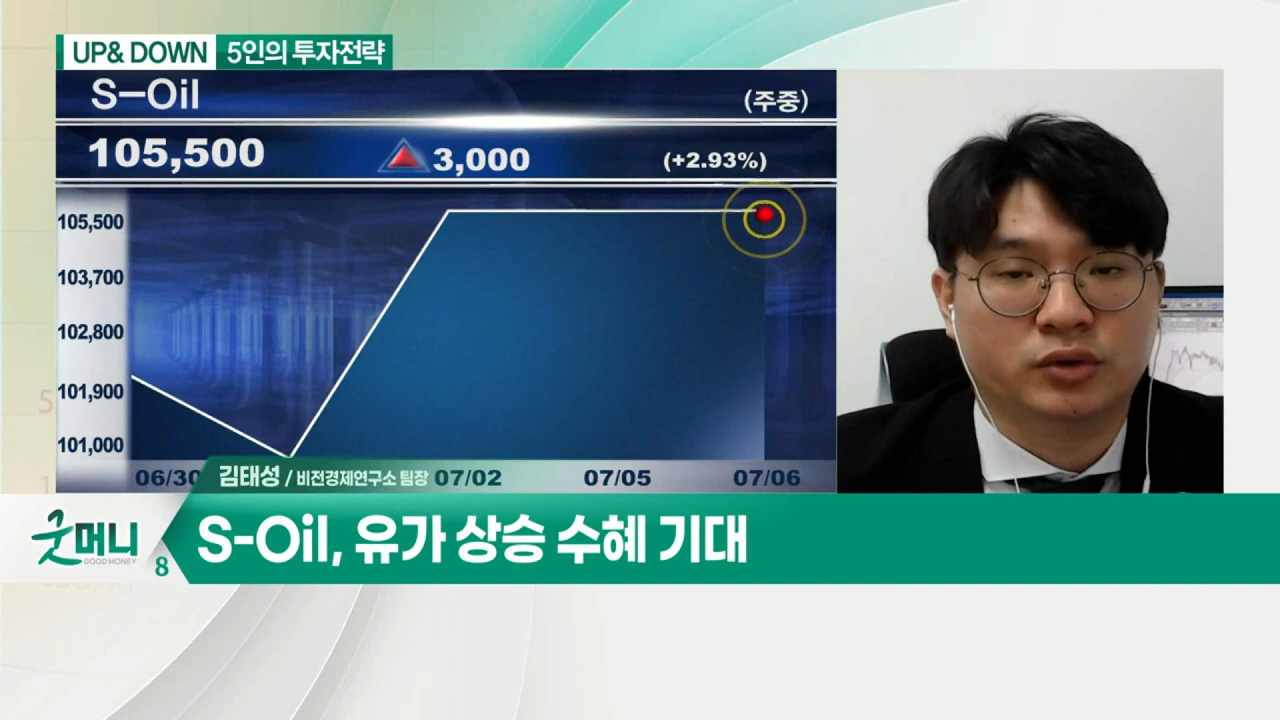 UP& DOWN 5인의 투자전략
S-Oil (주중)
105,500 ▲ 3,000 (+2.93%)
105,500
103,700
102,800
101,900
101,000
06/30 07/02 07/05 07/06
김태성 / 비전경제연구소 팀장
굿머니
GOOD MONEY
8
S-Oil, 유가 상승 수혜 기대